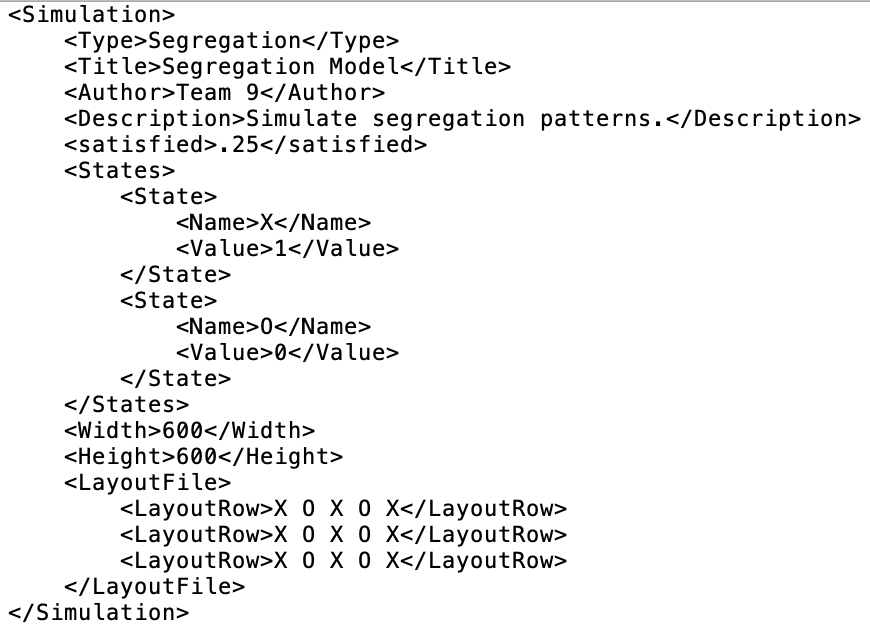 <Simulation>
    <Type>Segregation</Type>
    <Title>Segregation Model</Title>
    <Author>Team 9</Author>
    <Description>Simulate segregation patterns.</Description>
    <satisfied>.25</satisfied>
    <States>
        <State>
            <Name>X</Name>
            <Value>1</Value>
        </State>
        <State>
            <Name>O</Name>
            <Value>0</Value>
        </State>
    </States>
    <Width>600</Width>
    <Height>600</Height>
    <LayoutFile>
        <LayoutRow>X O X O X</LayoutRow>
        <LayoutRow>X O X O X</LayoutRow>
        <LayoutRow>X O X O X</LayoutRow>
    </LayoutFile>
</Simulation>